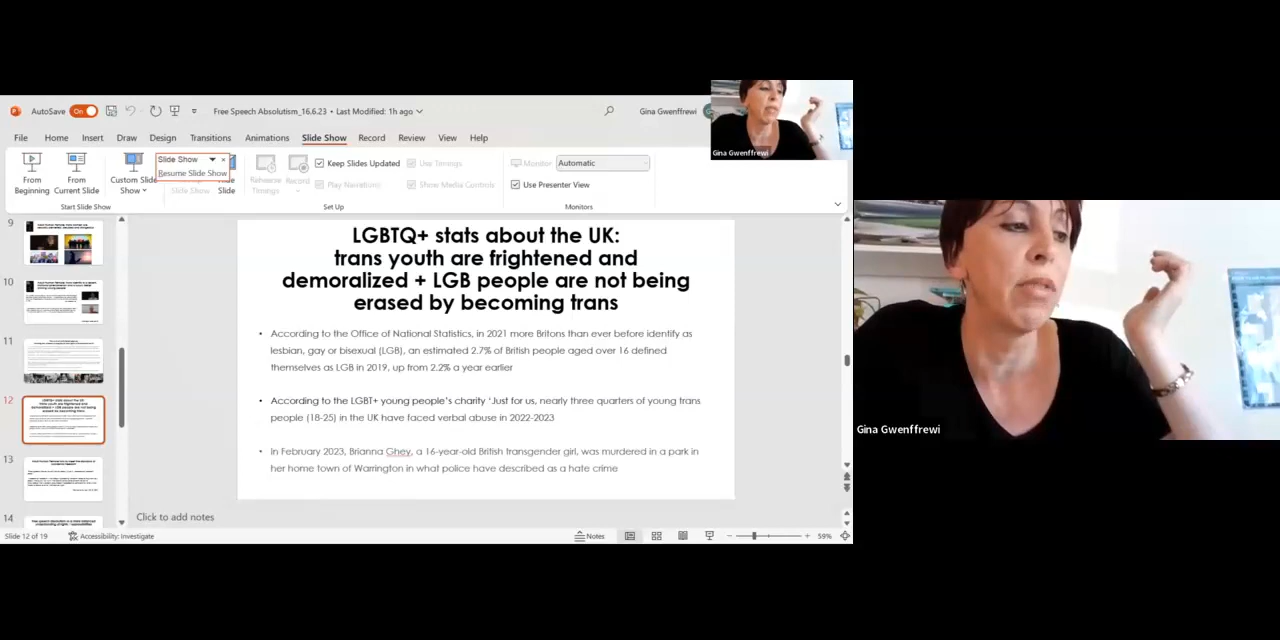 AutoSave On Free Speech Absolutism_16.6.23 • Last Modified: 1h ago Gina Gwenffrewi
File Home Insert Draw Design Transitions Animations Slide Show Record Review View Help
From Beginning
From Current Slide
Custom Slide Show
Slide Show
Resume Slide Show
Slide Show
Slide
Rehearse Timings
Record
Keep Slides Updated
Play Narrations
Use Timings
Show Media Controls
Monitor Automatic
Use Presenter View
Start Slide Show
Set Up
Monitors
Gina Gwenffrewi
9
10
11
12
13
14
LGBTQ+ stats about the UK:
trans youth are frightened and
demoralized + LGB people are not being
erased by becoming trans
• According to the Office of National Statistics, in 2021 more Britons than ever before identify as
lesbian, gay or bisexual (LGB), an estimated 2.7% of British people aged over 16 defined
themselves as LGB in 2019, up from 2.2% a year earlier
• According to the LGBT+ young people's charity 'Just for us, nearly three quarters of young trans
people (18-25) in the UK have faced verbal abuse in 2022-2023
• In February 2023, Brianna Ghey, a 16-year-old British transgender girl, was murdered in a park in
her home town of Warrington in what police have described as a hate crime
Click to add notes
Slide 12 of 19 Accessibility: Investigate Notes 59%
Gina Gwenffrewi